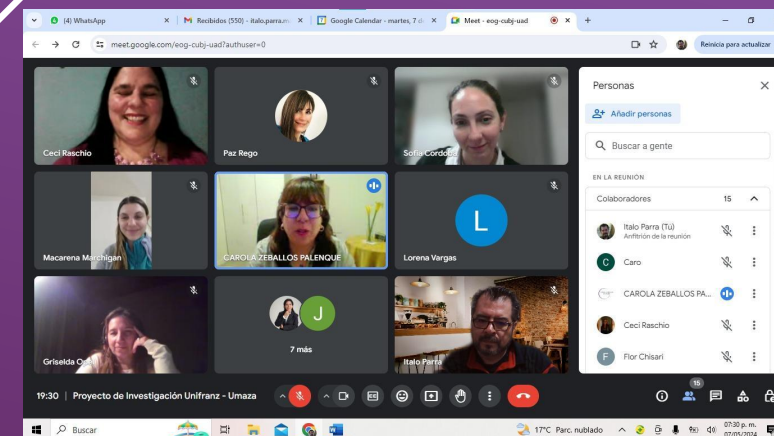 (4) WhatsApp
Recibidos (550) - italo.parra.m
Google Calendar - martes, 7 d
Meet - eog-cubj-uad
meet.google.com/eog-cubj-uad?authuser=0
Reinicia para actualizar
Ceci Raschio
Paz Rego
Sofia Cordoba
Macarena Marchigan
CAROLA ZEBALLOS PALENQUE
L
Lorena Vargas
Griselda
J
7 más
Italo Parra
Personas
Añadir personas
Buscar a gente
EN LA REUNIÓN
Colaboradores 15
Italo Parra (Tú)
Anfitrión de la reunión
C Caro
CAROLA ZEBALLOS PA...
Ceci Raschio
F Flor Chisari
19:30 | Proyecto de Investigación Unifranz - Umaza
15
Buscar
17°C Parc. nublado
07:30 p. m.
07/05/2024